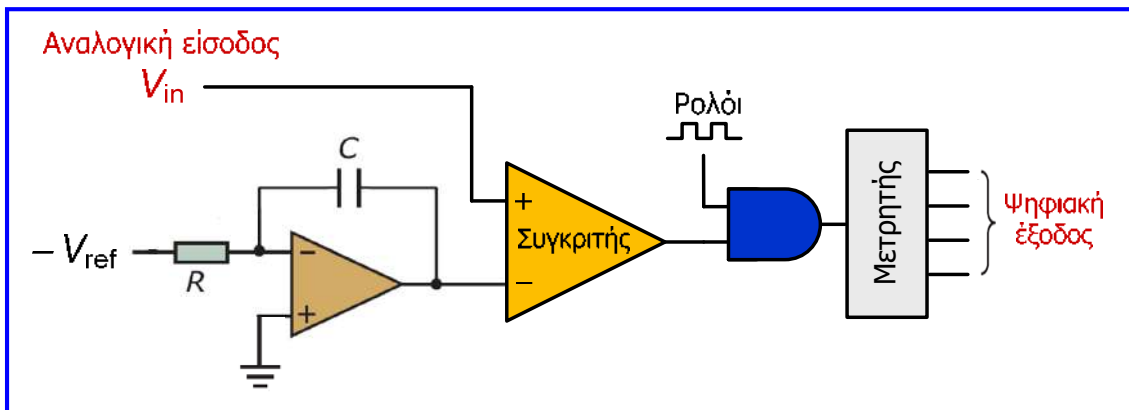 Αναλογική είσοδος
Vin
Ρολόι
C
+
Συγκριτής
−
−Vref
R
−
+
Μετρητής
Ψηφιακή
έξοδος